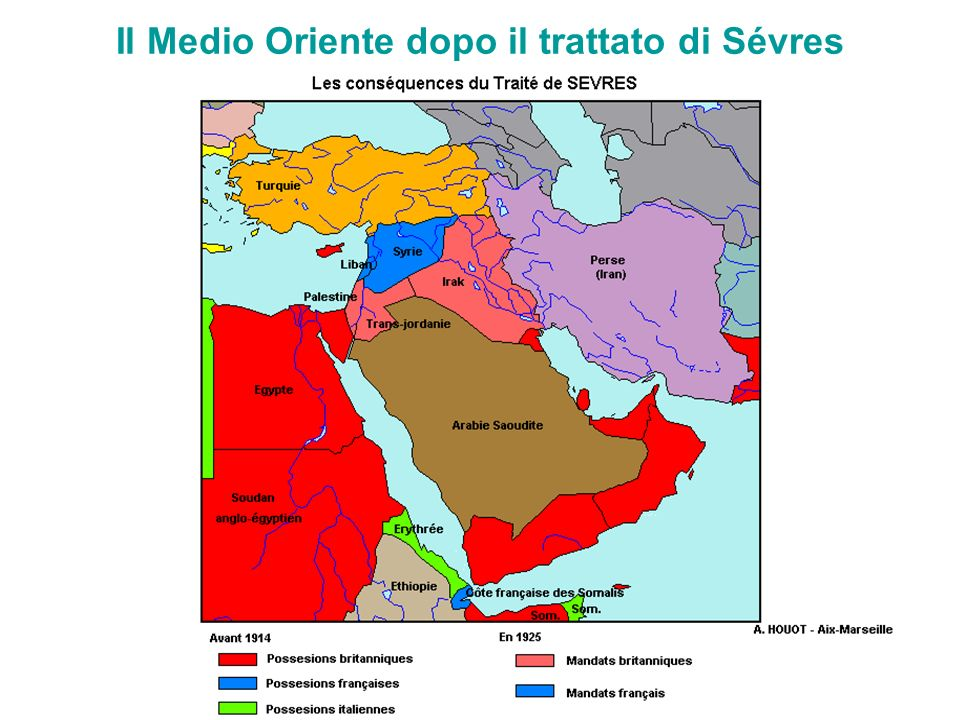 Il Medio Oriente dopo il trattato di Sévres
Les conséquences du Traité de SEVRES
Turquie
Syrie
Liban
Perse
(Iran)
Irak
Palestine
Trans-jordanie
Egypte
Arabie Saoudite
Soudan
anglo-égyptien
Erythrée
Ethiopie
Côte française des Somalis
Som.
Som.
A. HOUOT - Aix-Marseille
Avant 1914
En 1925
Possesions britanniques
Mandats britanniques
Possesions françaises
Mandats français
Possesions italiennes